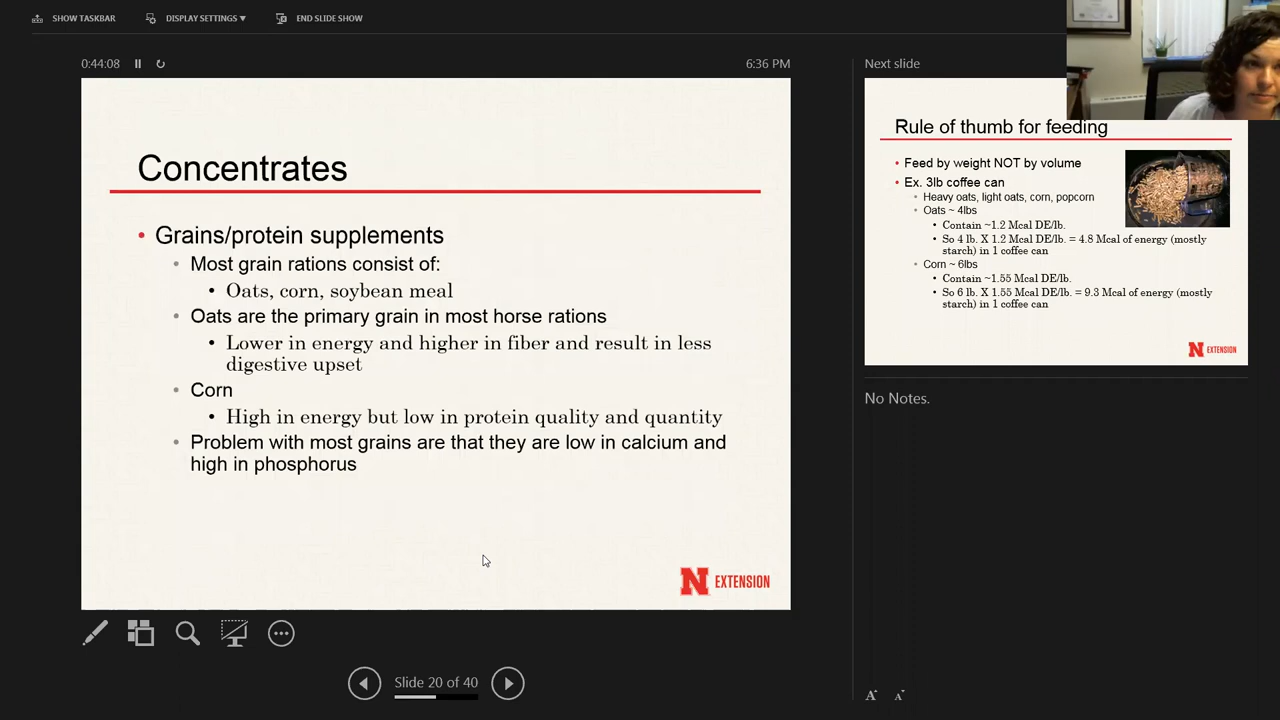 SHOW TASKBAR
DISPLAY SETTINGS ▼
END SLIDE SHOW
0:44:08
6:36 PM
Concentrates
• Grains/protein supplements
• Most grain rations consist of:
• Oats, corn, soybean meal
• Oats are the primary grain in most horse rations
• Lower in energy and higher in fiber and result in less
digestive upset
• Corn
• High in energy but low in protein quality and quantity
• Problem with most grains are that they are low in calcium and
high in phosphorus
N EXTENSION
Slide 20 of 40
Next slide
Rule of thumb for feeding
• Feed by weight NOT by volume
• Ex. 3lb coffee can
• Heavy oats, light oats, corn, popcorn
• Oats ~ 4lbs
• Contain ~1.2 Mcal DE/lb.
• So 4 lb. X 1.2 Mcal DE/lb. = 4.8 Mcal of energy (mostly
starch) in 1 coffee can
• Corn ~ 6lbs
• Contain ~1.55 Mcal DE/lb.
• So 6 lb. X 1.55 Mcal DE/lb. = 9.3 Mcal of energy (mostly
starch) in 1 coffee can
N EXTENSION
No Notes.
A A